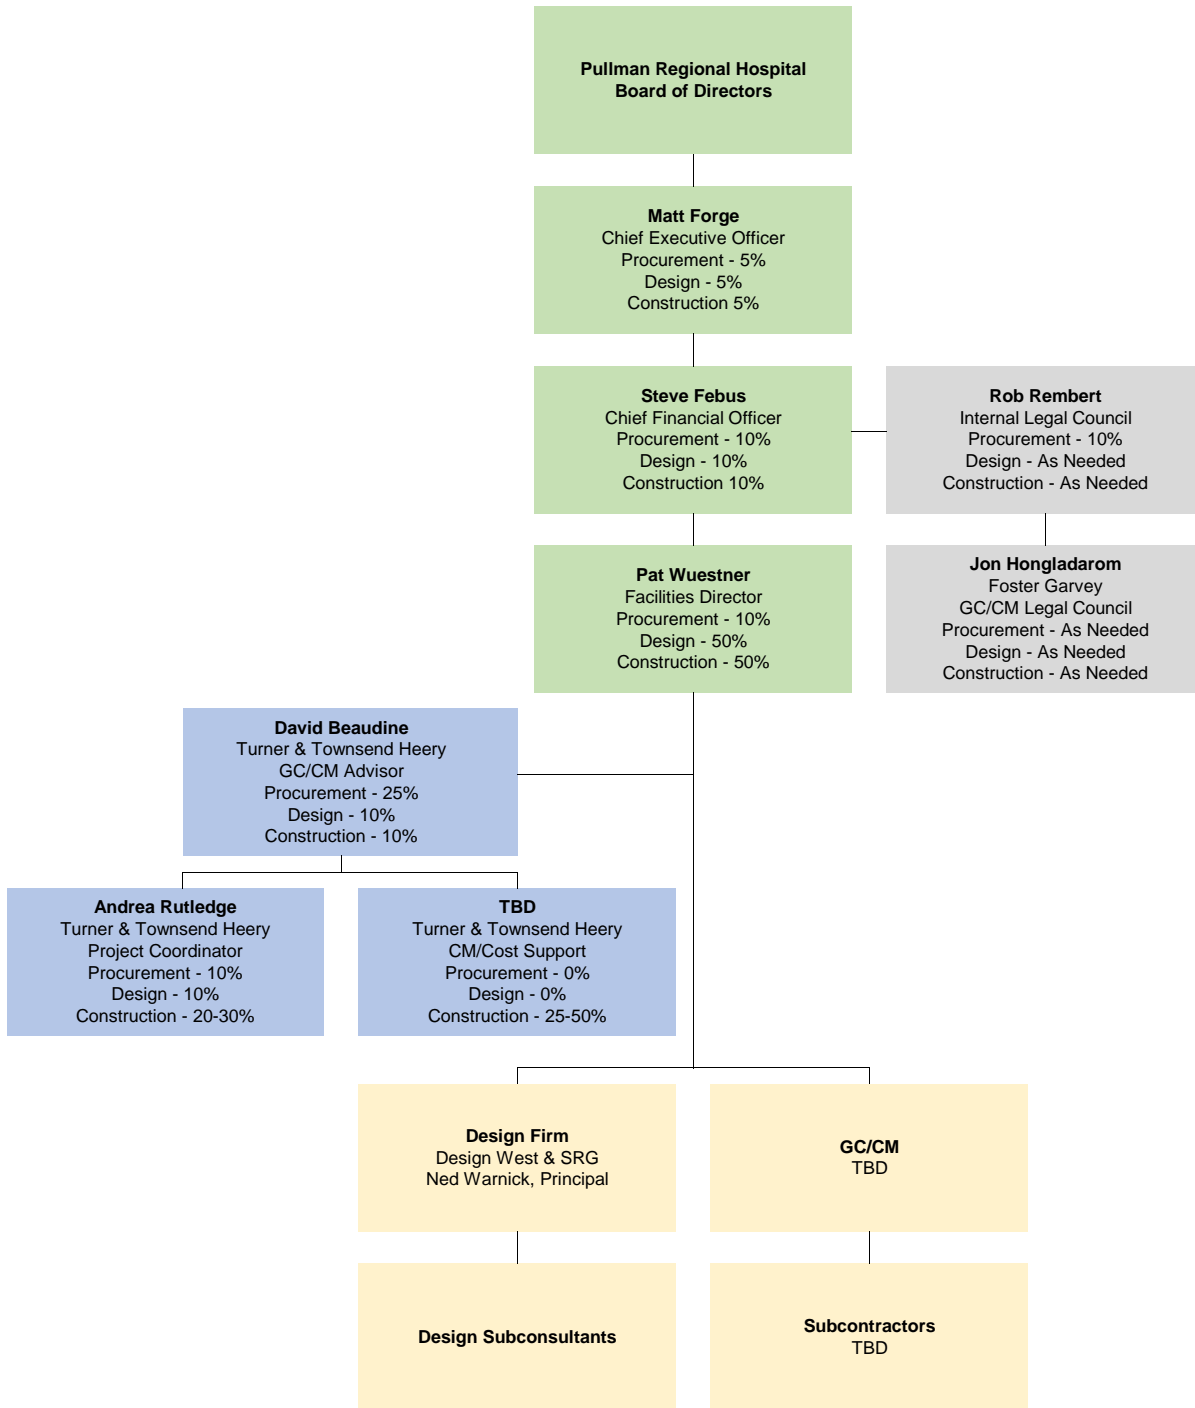 Pullman Regional Hospital
Board of Directors
Matt Forge
Chief Executive Officer
Procurement - 5%
Design - 5%
Construction 5%
Steve Febus
Chief Financial Officer
Procurement - 10%
Design - 10%
Construction 10%
Rob Rembert
Internal Legal Council
Procurement - 10%
Design - As Needed
Construction - As Needed
Pat Wuestner
Facilities Director
Procurement - 10%
Design - 50%
Construction - 50%
Jon Hongladarom
Foster Garvey
GC/CM Legal Council
Procurement - As Needed
Design - As Needed
Construction - As Needed
David Beaudine
Turner & Townsend Heery
GC/CM Advisor
Procurement - 25%
Design - 10%
Construction - 10%
Andrea Rutledge
Turner & Townsend Heery
Project Coordinator
Procurement - 10%
Design - 10%
Construction - 20-30%
TBD
Turner & Townsend Heery
CM/Cost Support
Procurement - 0%
Design - 0%
Construction - 25-50%
Design Firm
Design West & SRG
Ned Warnick, Principal
GC/CM
TBD
Design Subconsultants
Subcontractors
TBD